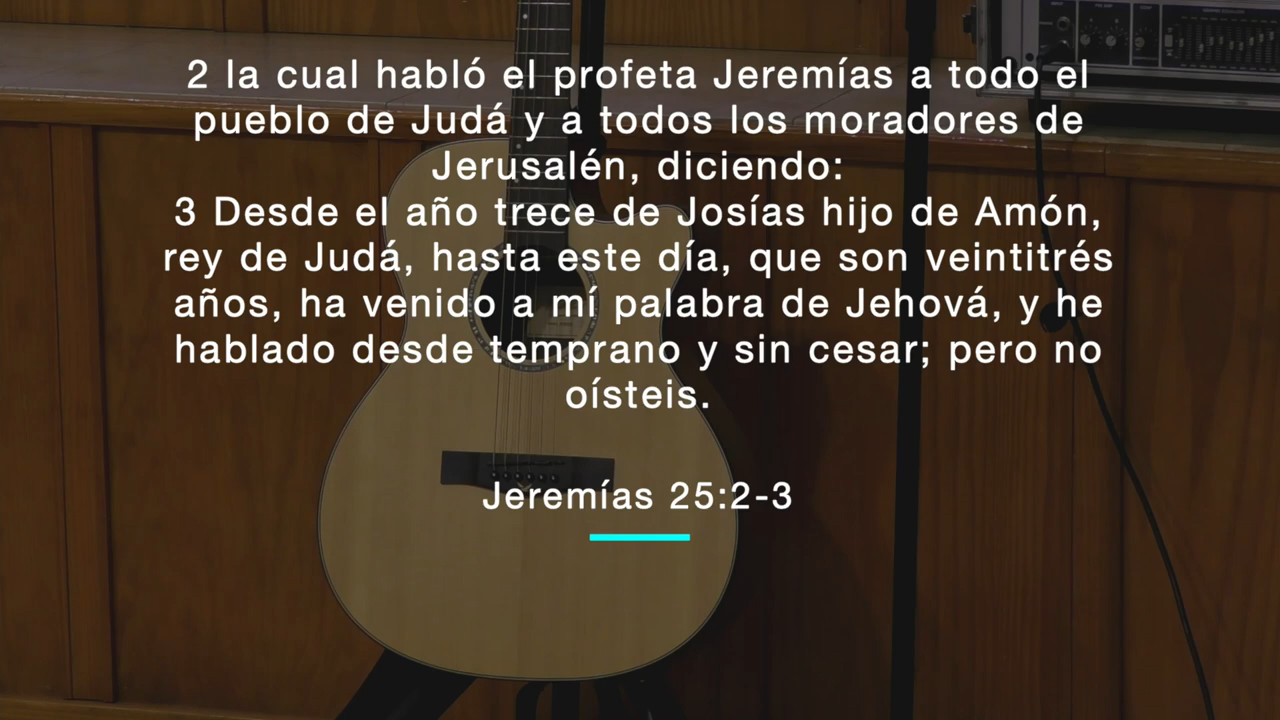 2 la cual habló el profeta Jeremías a todo el
pueblo de Judá y a todos los moradores de
Jerusalén, diciendo:
3 Desde el año trece de Josías hijo de Amón,
rey de Judá, hasta este día, que son veintitrés
años, ha venido a mí palabra de Jehová, y he
hablado desde temprano y sin cesar; pero no
oísteis.
Jeremías 25:2-3